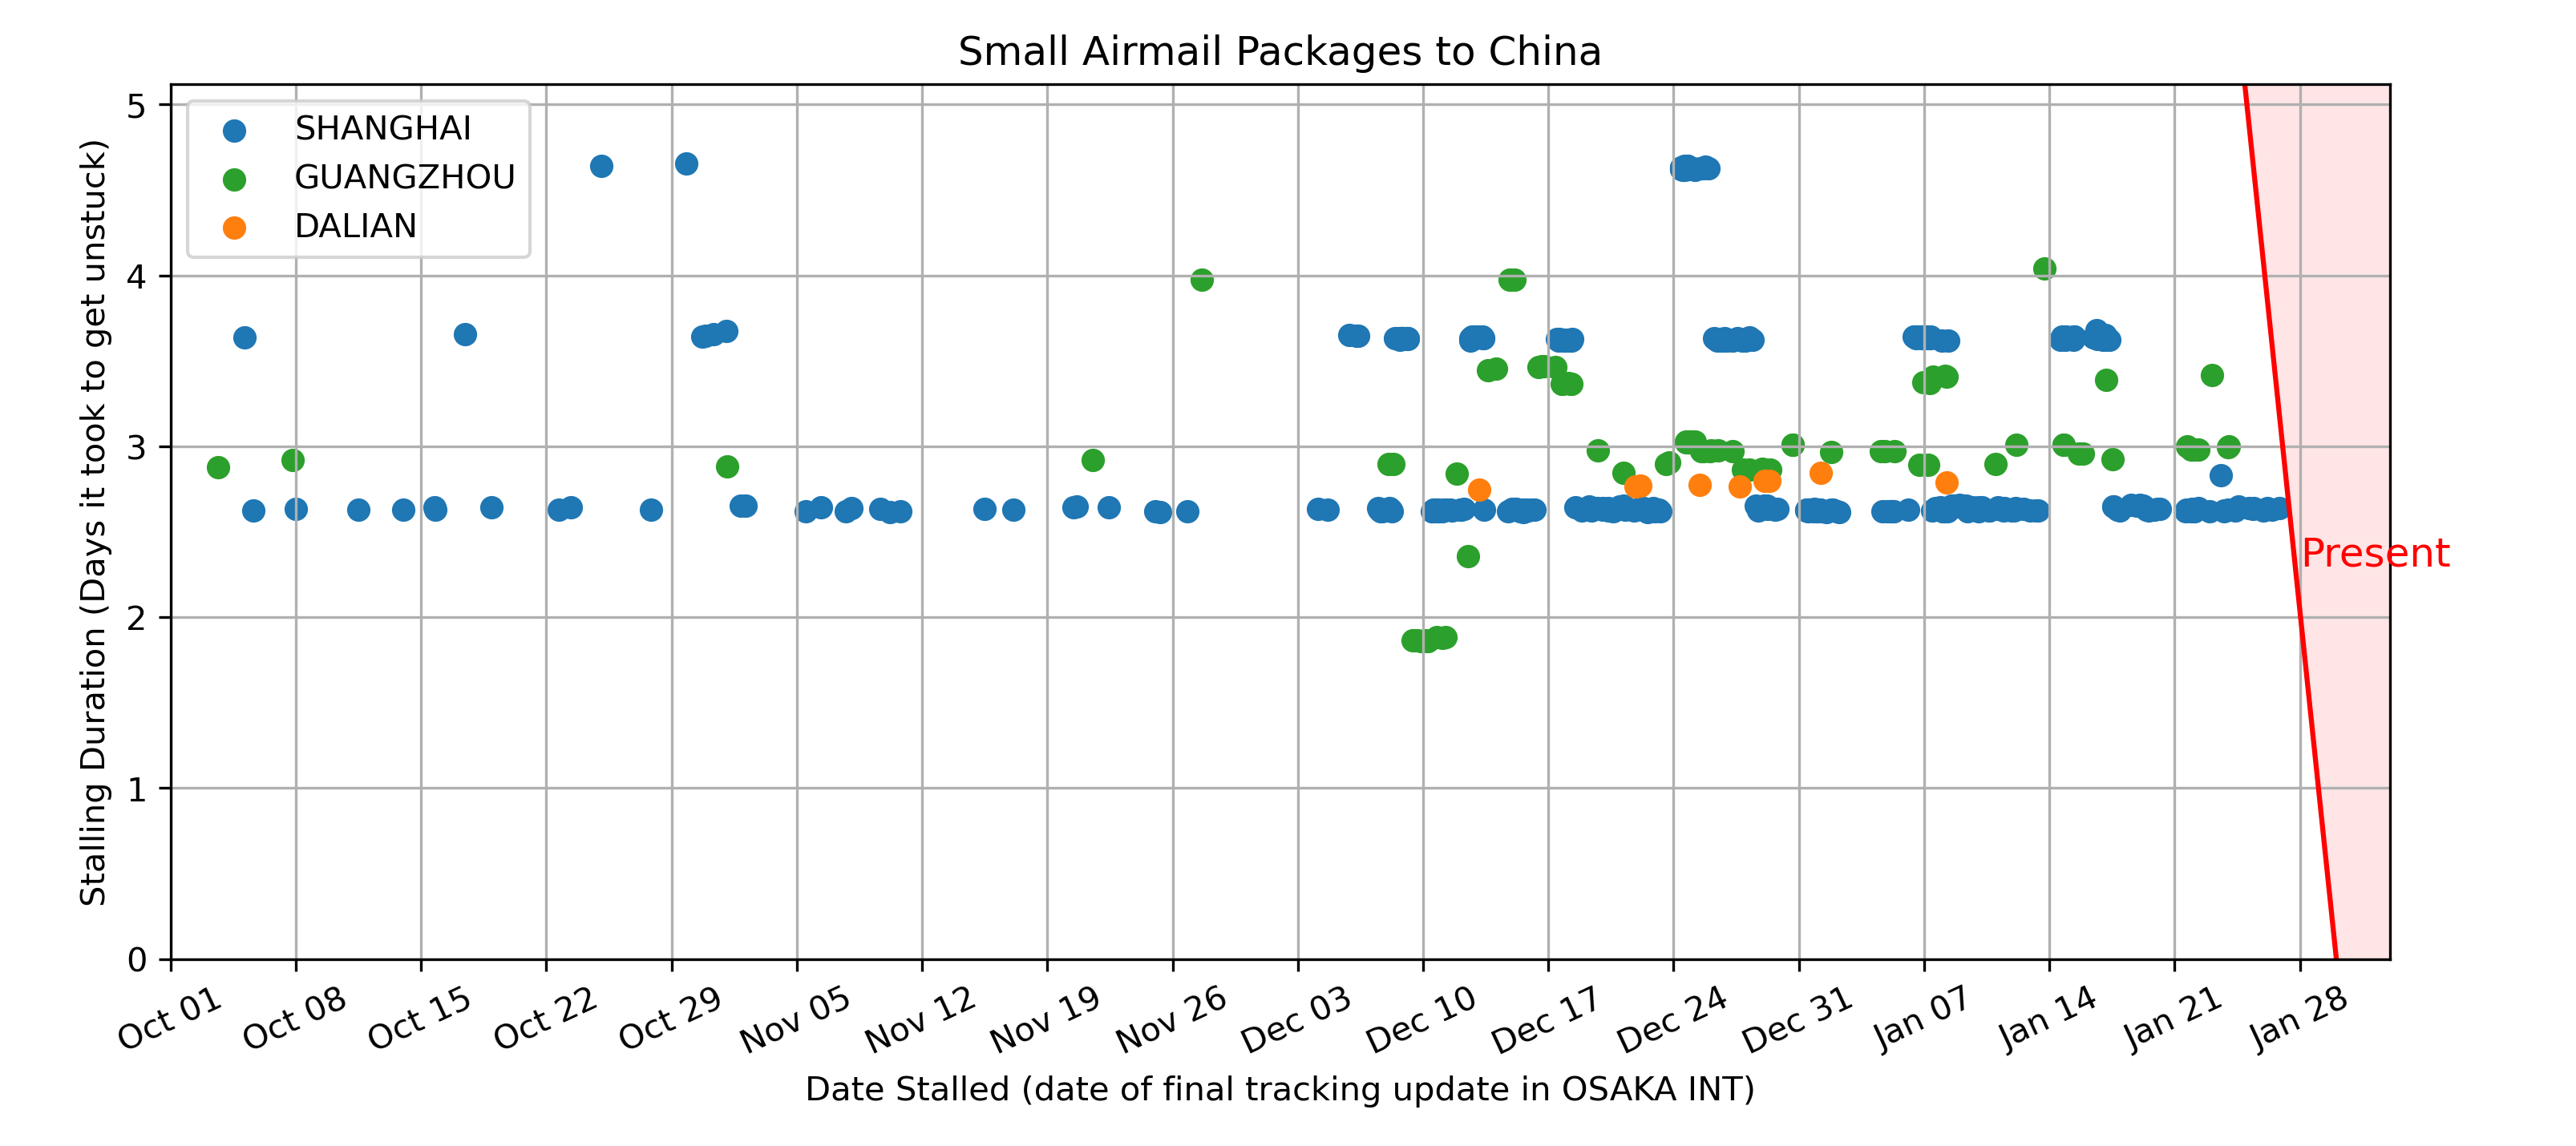 Small Airmail Packages to China
Stalling Duration (Days it took to get unstuck)
5
4
3
2
1
0
SHANGHAI
GUANGZHOU
DALIAN
Present
Oct 01
Oct 08
Oct 15
Oct 22
Oct 29
Nov 05
Nov 12
Nov 19
Nov 26
Dec 03
Dec 10
Dec 17
Dec 24
Dec 31
Jan 07
Jan 14
Jan 21
Jan 28
Date Stalled (date of final tracking update in OSAKA INT)